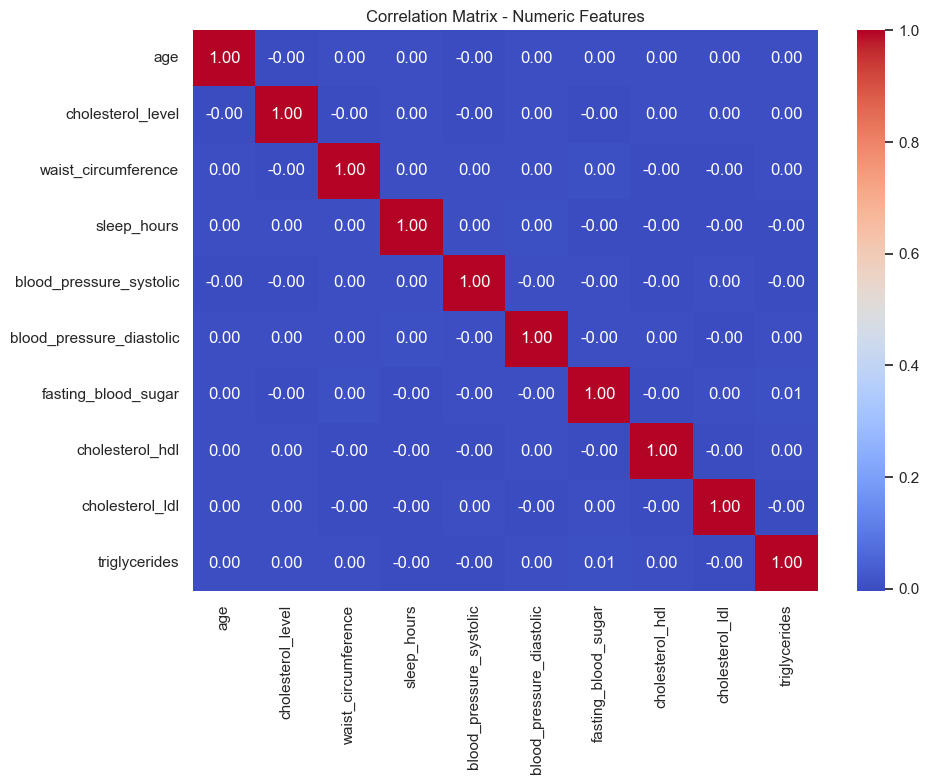 Correlation Matrix - Numeric Features
age 1.00 -0.00 0.00 0.00 -0.00 0.00 0.00 0.00 0.00 0.00
cholesterol_level -0.00 1.00 -0.00 0.00 -0.00 0.00 -0.00 0.00 0.00 0.00
waist_circumference 0.00 -0.00 1.00 0.00 0.00 0.00 0.00 -0.00 -0.00 0.00
sleep_hours 0.00 0.00 0.00 1.00 0.00 0.00 -0.00 -0.00 -0.00 -0.00
blood_pressure_systolic -0.00 -0.00 0.00 0.00 1.00 -0.00 -0.00 -0.00 0.00 -0.00
blood_pressure_diastolic 0.00 0.00 0.00 0.00 -0.00 1.00 -0.00 0.00 -0.00 0.00
fasting_blood_sugar 0.00 -0.00 0.00 -0.00 -0.00 -0.00 1.00 -0.00 0.00 0.01
cholesterol_hdl 0.00 0.00 -0.00 -0.00 -0.00 0.00 -0.00 1.00 -0.00 0.00
cholesterol_ldl 0.00 0.00 -0.00 -0.00 0.00 -0.00 0.00 -0.00 1.00 -0.00
triglycerides 0.00 0.00 0.00 -0.00 -0.00 0.00 0.01 0.00 -0.00 1.00
age
cholesterol_level
waist_circumference
sleep_hours
blood_pressure_systolic
blood_pressure_diastolic
fasting_blood_sugar
cholesterol_hdl
cholesterol_ldl
triglycerides
1.0
0.8
0.6
0.4
0.2
0.0